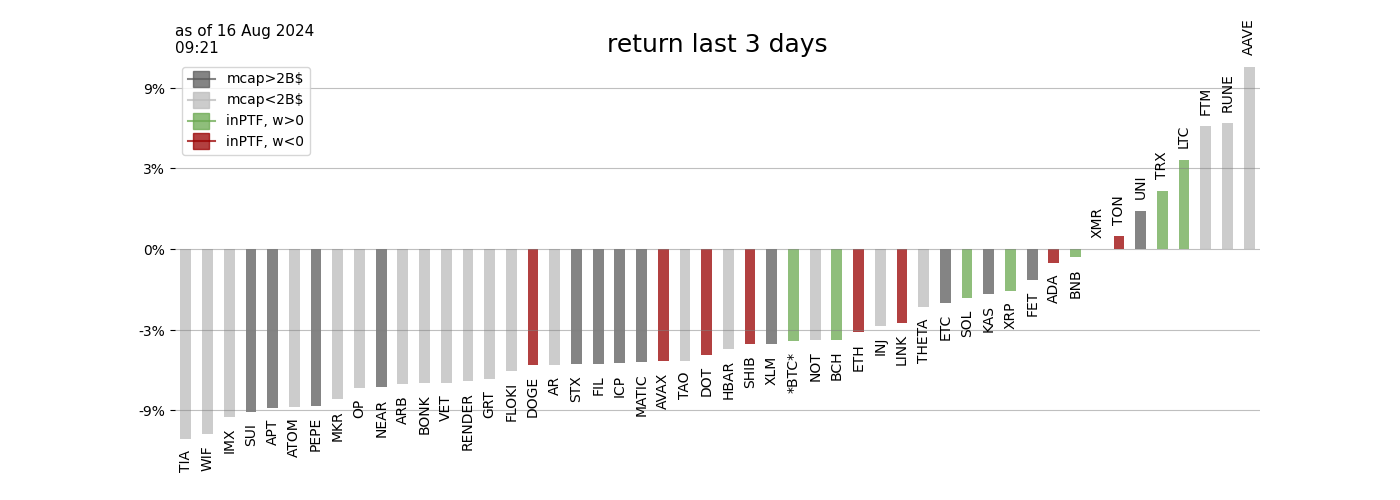 as of 16 Aug 2024
09:21
return last 3 days
mcap>2B$
mcap<2B$
inPTF, w>0
inPTF, w<0
9%
3%
0%
-3%
-9%
TIA
WIF
IMX
SUI
APT
ATOM
PEPE
MKR
OP
NEAR
ARB
BONK
VET
RENDER
GRT
FLOKI
DOGE
AR
STX
FIL
ICP
MATIC
AVAX
TAO
DOT
HBAR
SHIB
XLM
*BTC*
NOT
BCH
ETH
INJ
LINK
THETA
ETC
SOL
KAS
XRP
FET
ADA
BNB
XMR
TON
UNI
TRX
LTC
FTM
RUNE
AAVE